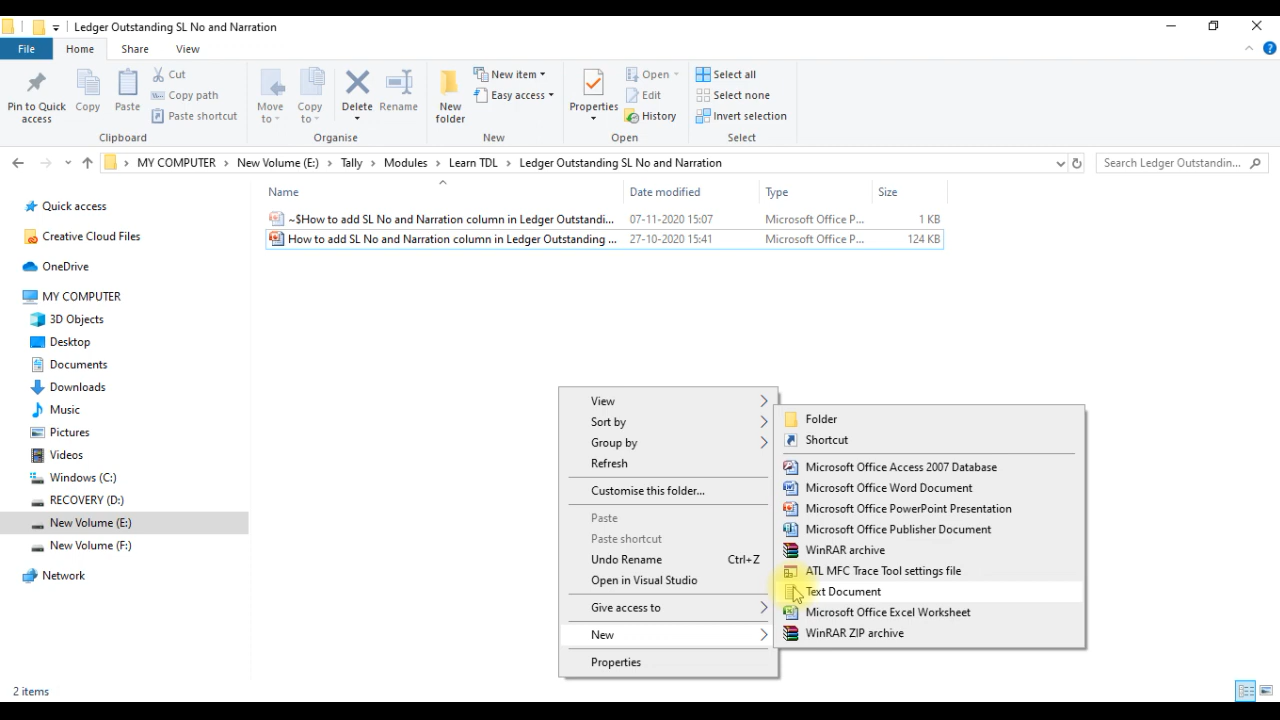 Ledger Outstanding SL No and Narration
File Home Share View
Pin to Quick access
Copy
Paste
Cut
Copy path
Paste shortcut
Clipboard
Move to
Copy to
Delete
Rename
Organise
New folder
New item
Easy access
New
Properties
Open
Edit
History
Open
Select all
Select none
Invert selection
Select
MY COMPUTER › New Volume (E:) › Tally › Modules › Learn TDL › Ledger Outstanding SL No and Narration
Search Ledger Outstandin...
Name Date modified Type Size
~$How to add SL No and Narration column in Ledger Outstandi... 07-11-2020 15:07 Microsoft Office P... 1 KB
How to add SL No and Narration column in Ledger Outstanding ... 27-10-2020 15:41 Microsoft Office P... 124 KB
Quick access
Creative Cloud Files
OneDrive
MY COMPUTER
3D Objects
Desktop
Documents
Downloads
Music
Pictures
Videos
Windows (C:)
RECOVERY (D:)
New Volume (E:)
New Volume (F:)
Network
View
Sort by
Group by
Refresh
Customise this folder...
Paste
Paste shortcut
Undo Rename Ctrl+Z
Open in Visual Studio
Give access to
New
Properties
Folder
Shortcut
Microsoft Office Access 2007 Database
Microsoft Office Word Document
Microsoft Office PowerPoint Presentation
Microsoft Office Publisher Document
WinRAR archive
ATL MFC Trace Tool settings file
Text Document
Microsoft Office Excel Worksheet
WinRAR ZIP archive
2 items